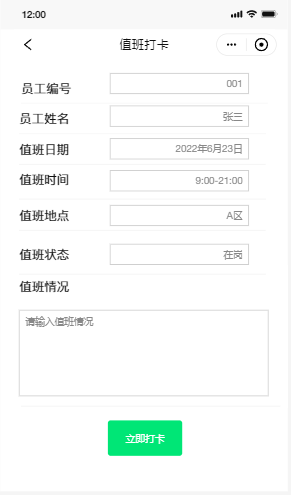 12:00
值班打卡
员工编号 001
员工姓名 张三
值班日期 2022年6月23日
值班时间 9:00-21:00
值班地点 A区
值班状态 在岗
值班情况
请输入值班情况
立即打卡